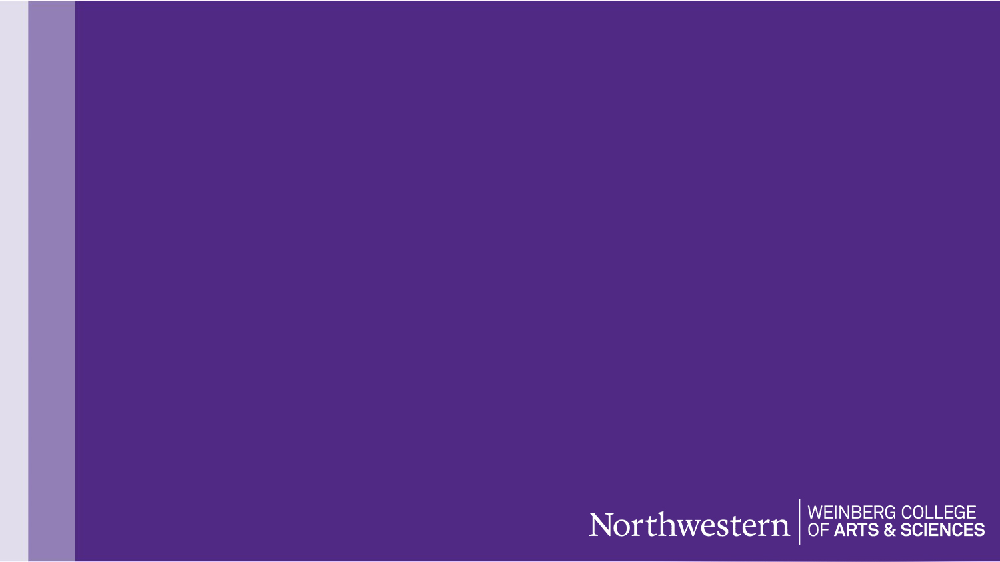 Northwestern
WEINBERG COLLEGE
OF ARTS & SCIENCES